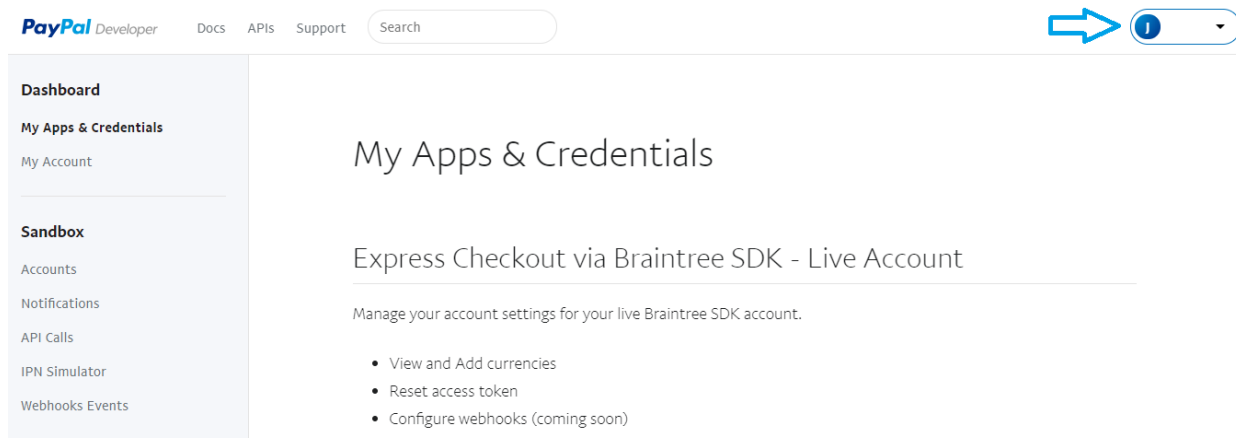 PayPal Developer Docs APIs Support Search J
Dashboard
My Apps & Credentials
My Account
Sandbox
Accounts
Notifications
API Calls
IPN Simulator
Webhooks Events
My Apps & Credentials
Express Checkout via Braintree SDK - Live Account
Manage your account settings for your live Braintree SDK account.
• View and Add currencies
• Reset access token
• Configure webhooks (coming soon)